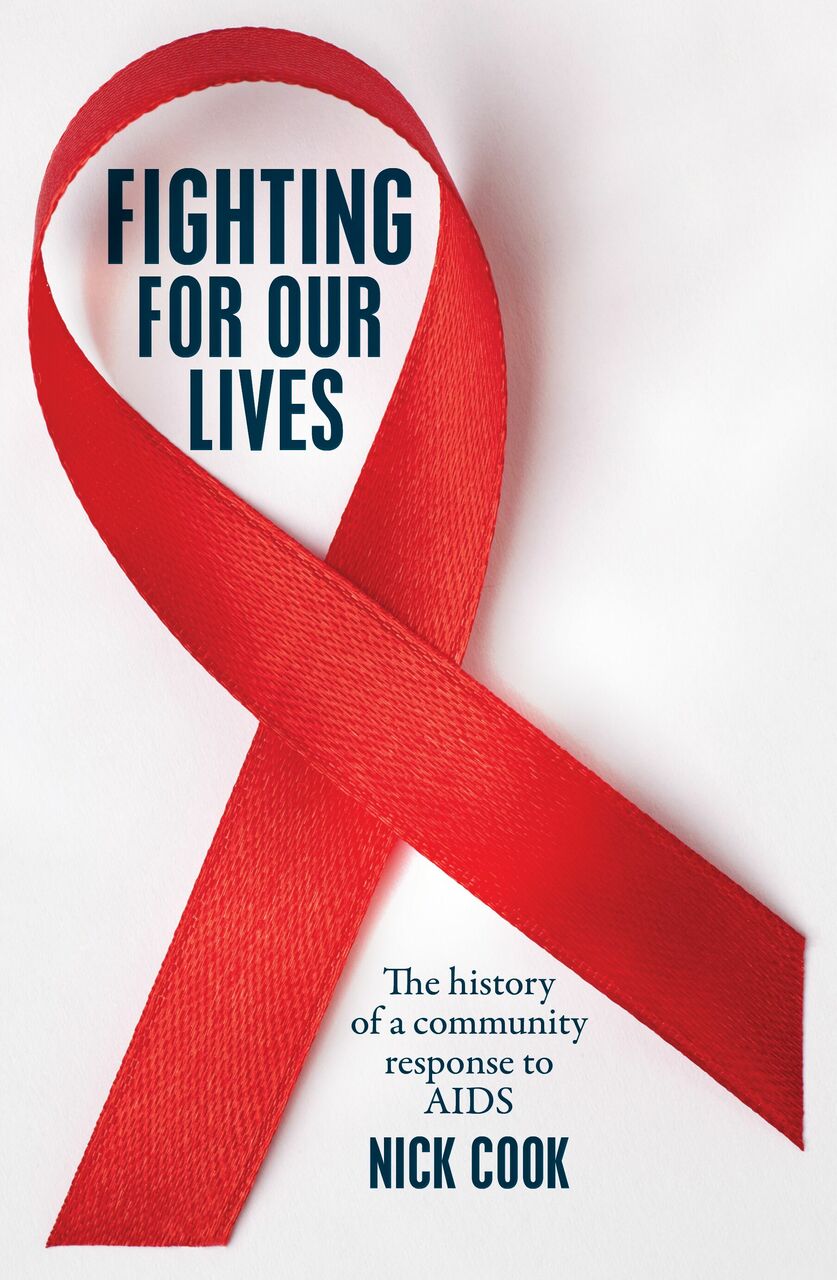 FIGHTING
FOR OUR
LIVES
The history
of a community
response to
AIDS
NICK COOK